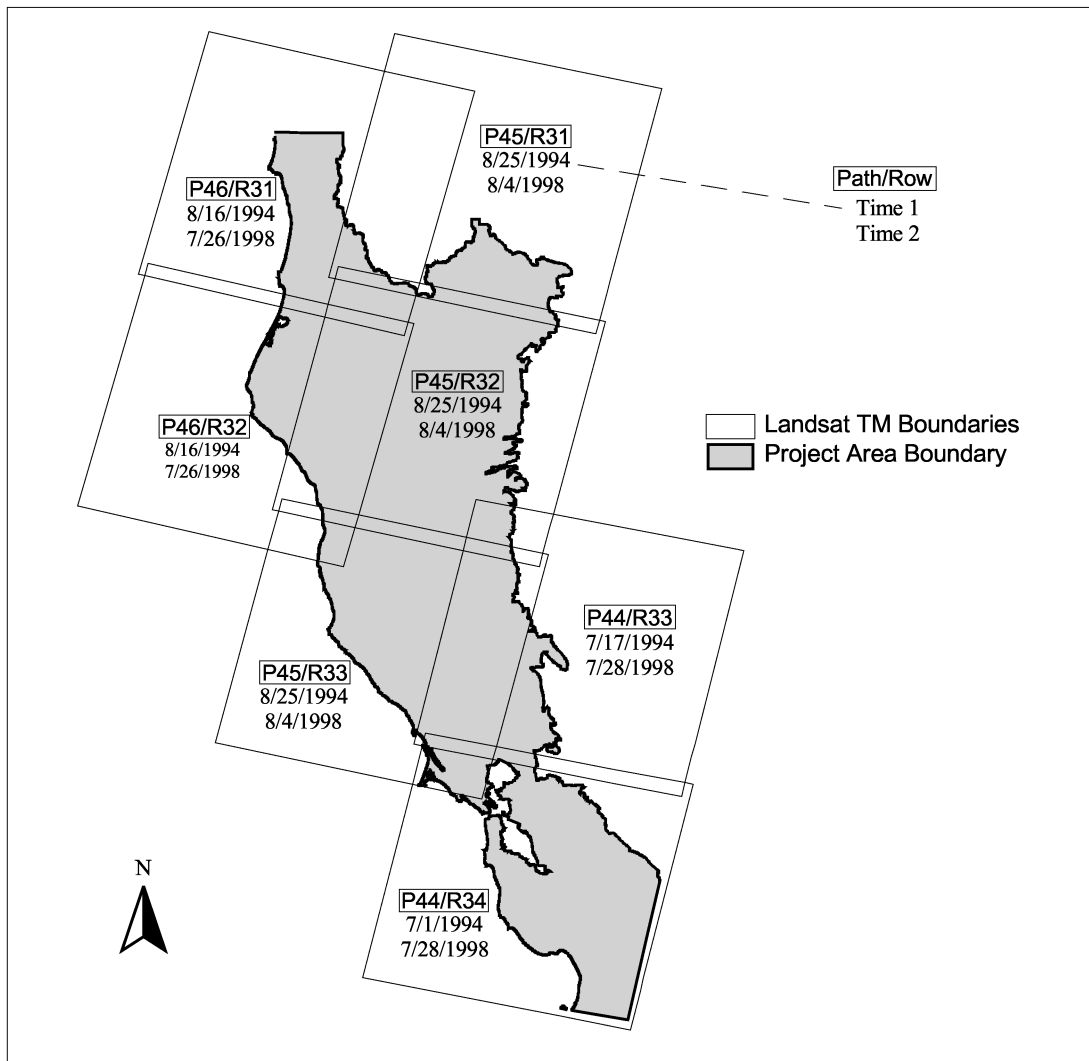 P45/R31
8/25/1994
8/4/1998
Path/Row
Time 1
Time 2
P46/R31
8/16/1994
7/26/1998
P45/R32
8/25/1994
8/4/1998
P46/R32
8/16/1994
7/26/1998
Landsat TM Boundaries
Project Area Boundary
P44/R33
7/17/1994
7/28/1998
P45/R33
8/25/1994
8/4/1998
N
P44/R34
7/1/1994
7/28/1998